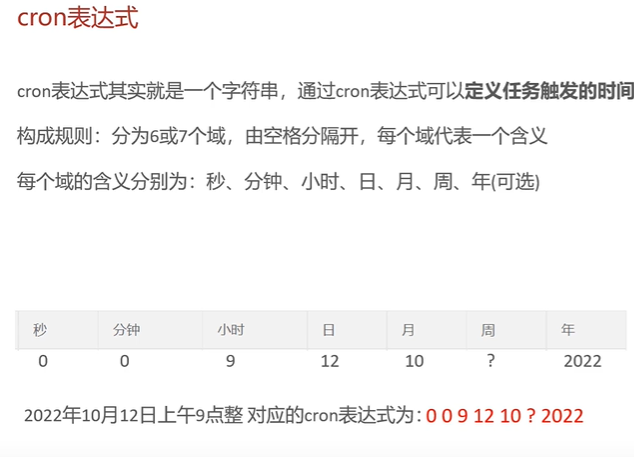 cron表达式
cron表达式其实就是一个字符串，通过cron表达式可以定义任务触发的时间
构成规则：分为6或7个域，由空格分隔开，每个域代表一个含义
每个域的含义分别为：秒、分钟、小时、日、月、周、年(可选)
秒 分钟 小时 日 月 周 年
0 0 9 12 10 ? 2022
2022年10月12日上午9点整 对应的cron表达式为：0 0 9 12 10 ? 2022